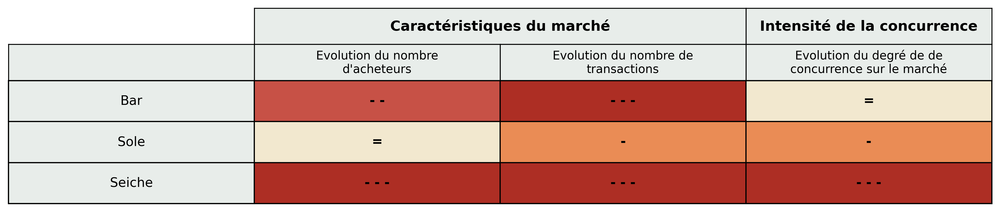 Caractéristiques du marché
Intensité de la concurrence
Evolution du nombre
d'acheteurs
Evolution du nombre de
transactions
Evolution du degré de de
concurrence sur le marché
Bar
- -
- - -
=
Sole
=
-
-
Seiche
- - -
- - -
- - -